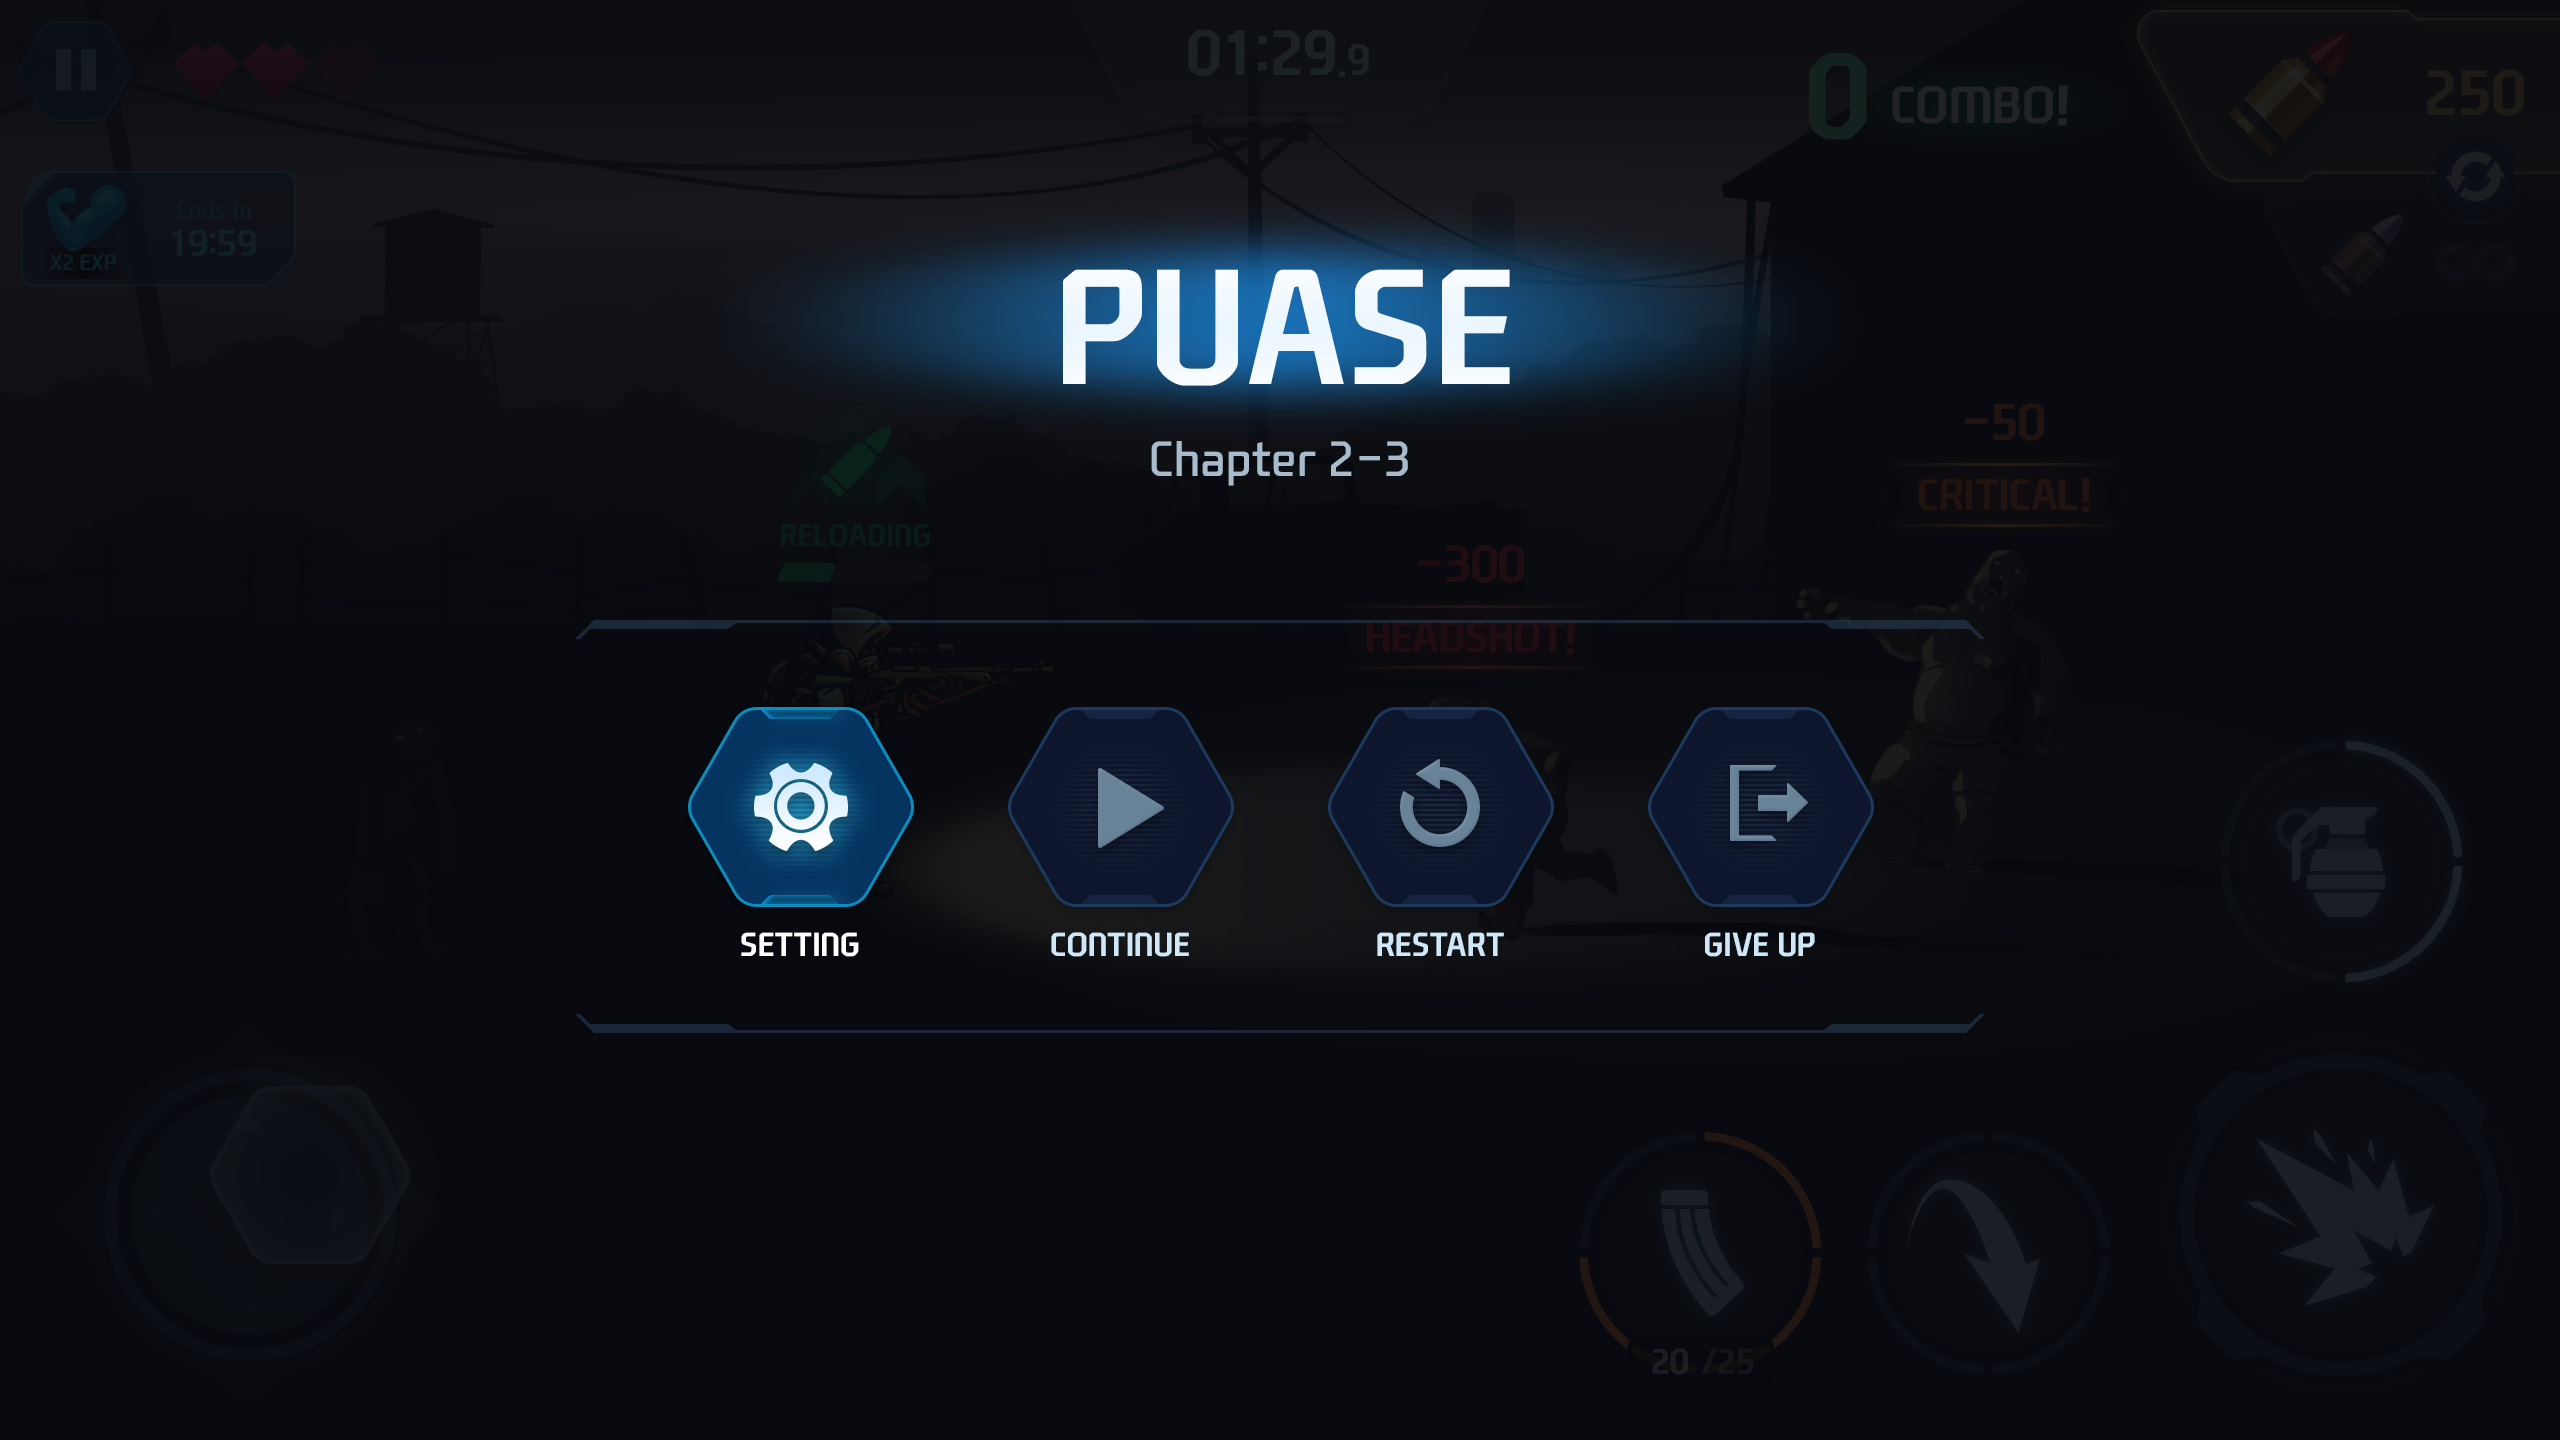 01:29.9
0 COMBO!
250
Ends in
19:59
X2 EXP
PUASE
Chapter 2-3
-50
CRITICAL!
RELOADING
-300
HEADSHOT!
SETTING
CONTINUE
RESTART
GIVE UP
20 /25